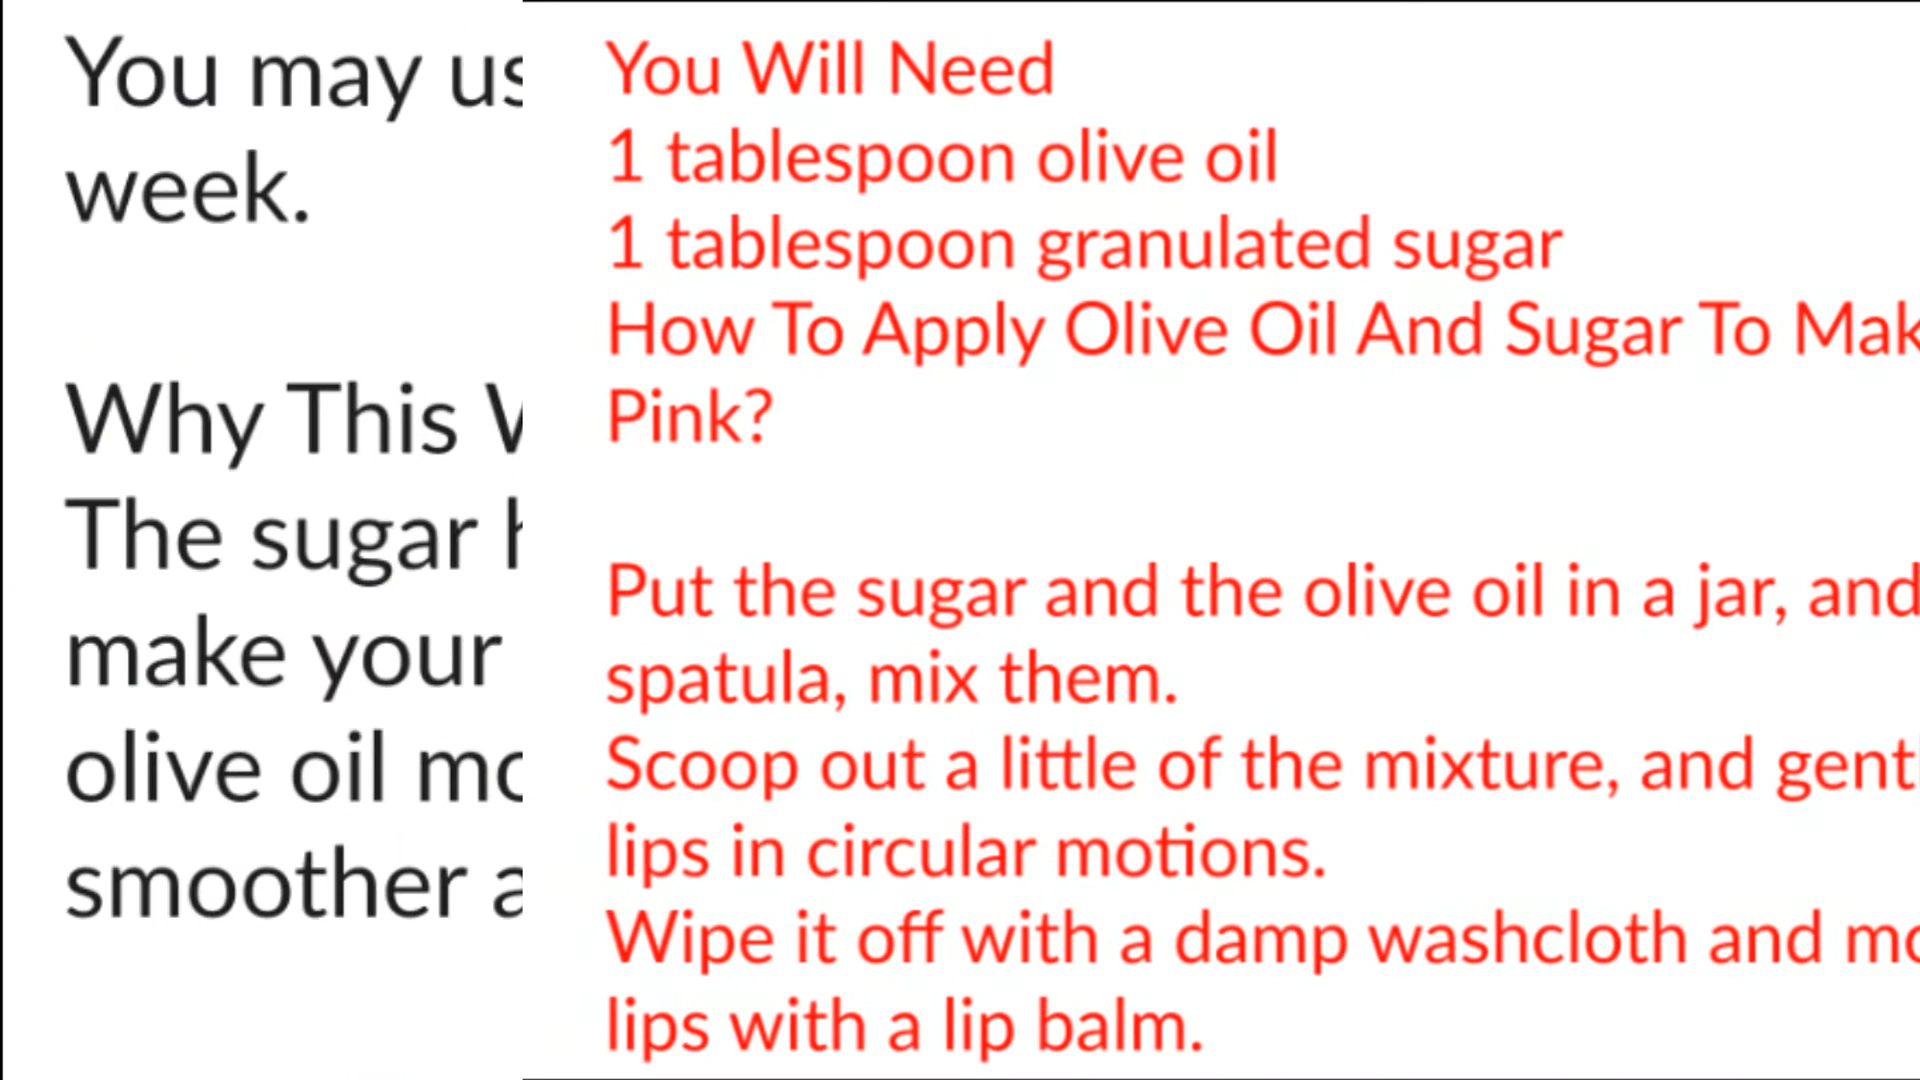 You may
week.
Why This
The sugar
make your
olive oil
smoother
You Will Need
1 tablespoon olive oil
1 tablespoon granulated sugar
How To Apply Olive Oil And Sugar To
Pink?
Put the sugar and the olive oil in a jar, and
spatula, mix them.
Scoop out a little of the mixture, and
lips in circular motions.
Wipe it off with a damp washcloth and
lips with a lip balm.